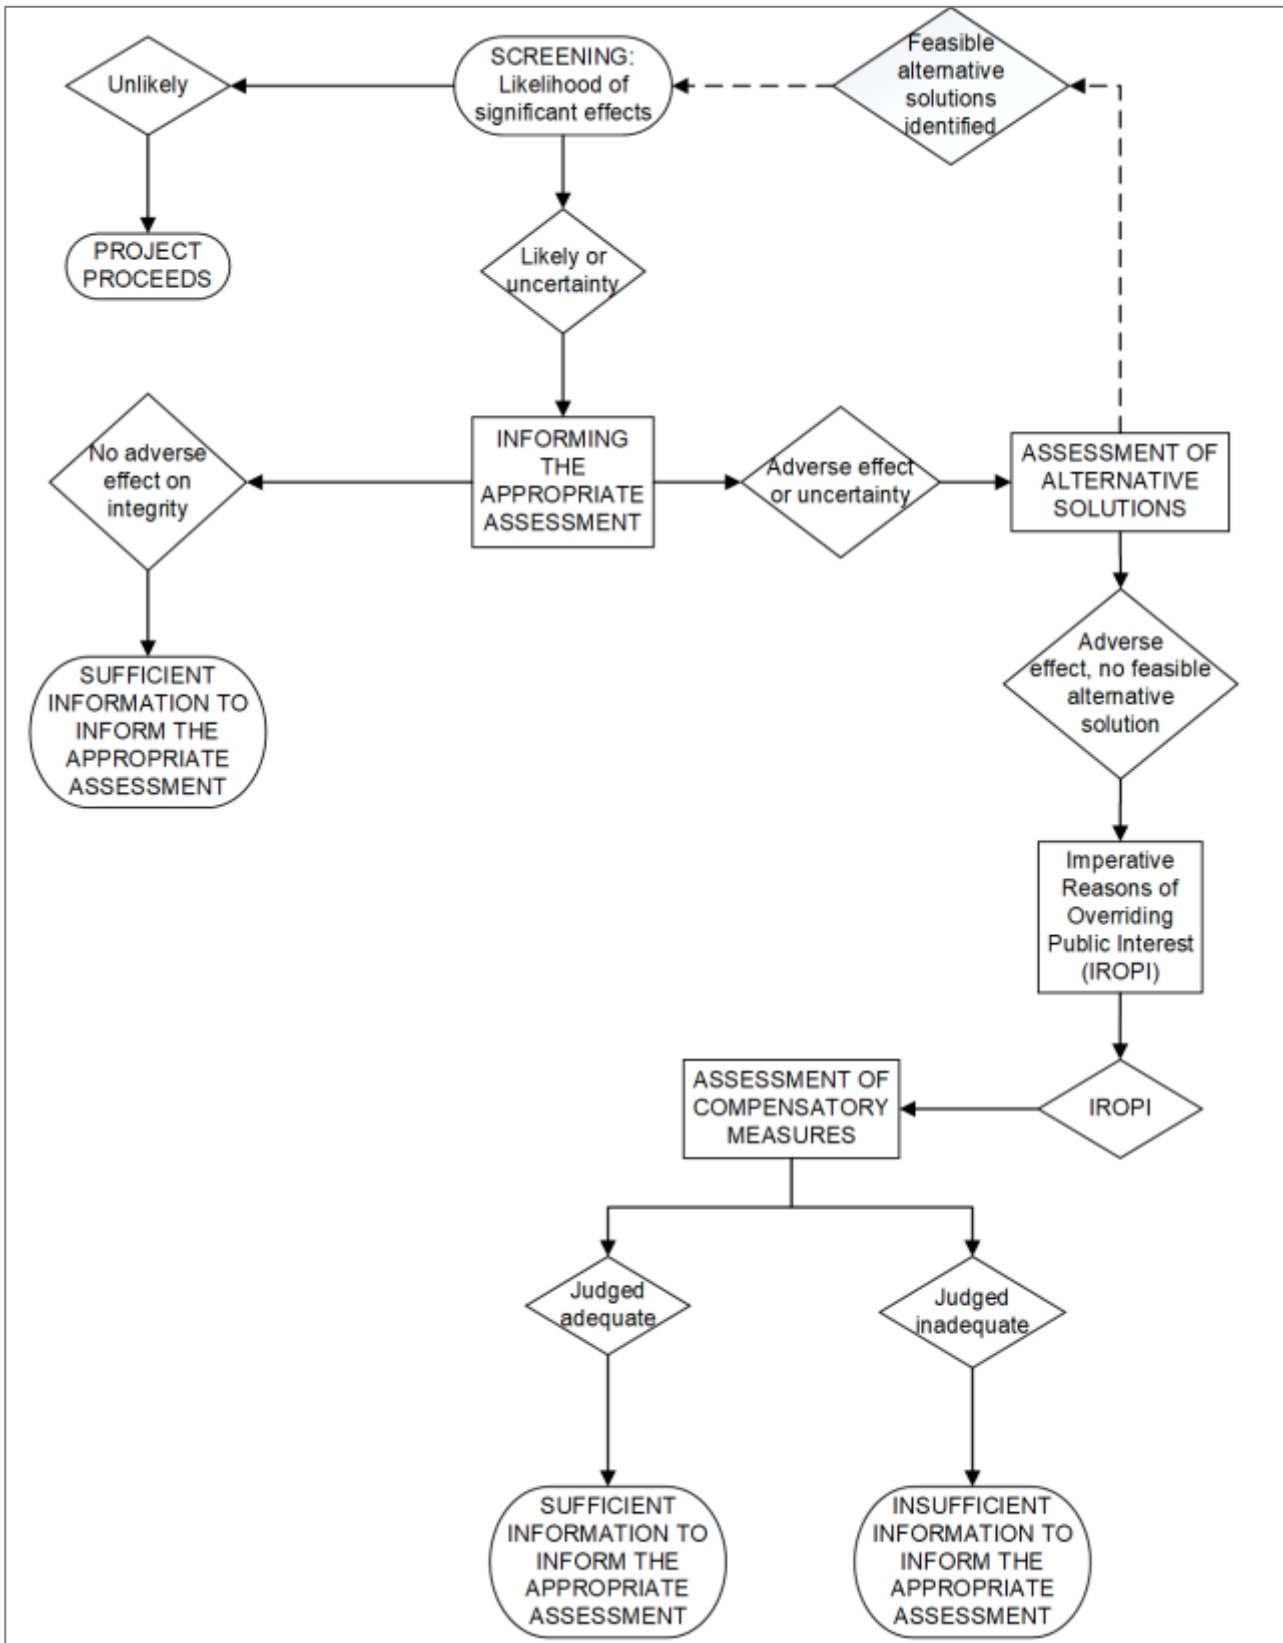 Unlikely
SCREENING:
Likelihood of
significant effects
Feasible
alternative
solutions
identified
PROJECT
PROCEEDS
Likely or
uncertainty
No adverse
effect on
integrity
INFORMING
THE
APPROPRIATE
ASSESSMENT
Adverse effect
or uncertainty
ASSESSMENT OF
ALTERNATIVE
SOLUTIONS
SUFFICIENT
INFORMATION TO
INFORM THE
APPROPRIATE
ASSESSMENT
Adverse
effect, no feasible
alternative
solution
Imperative
Reasons of
Overriding
Public Interest
(IROPI)
ASSESSMENT OF
COMPENSATORY
MEASURES
IROPI
Judged
adequate
Judged
inadequate
SUFFICIENT
INFORMATION TO
INFORM THE
APPROPRIATE
ASSESSMENT
INSUFFICIENT
INFORMATION TO
INFORM THE
APPROPRIATE
ASSESSMENT